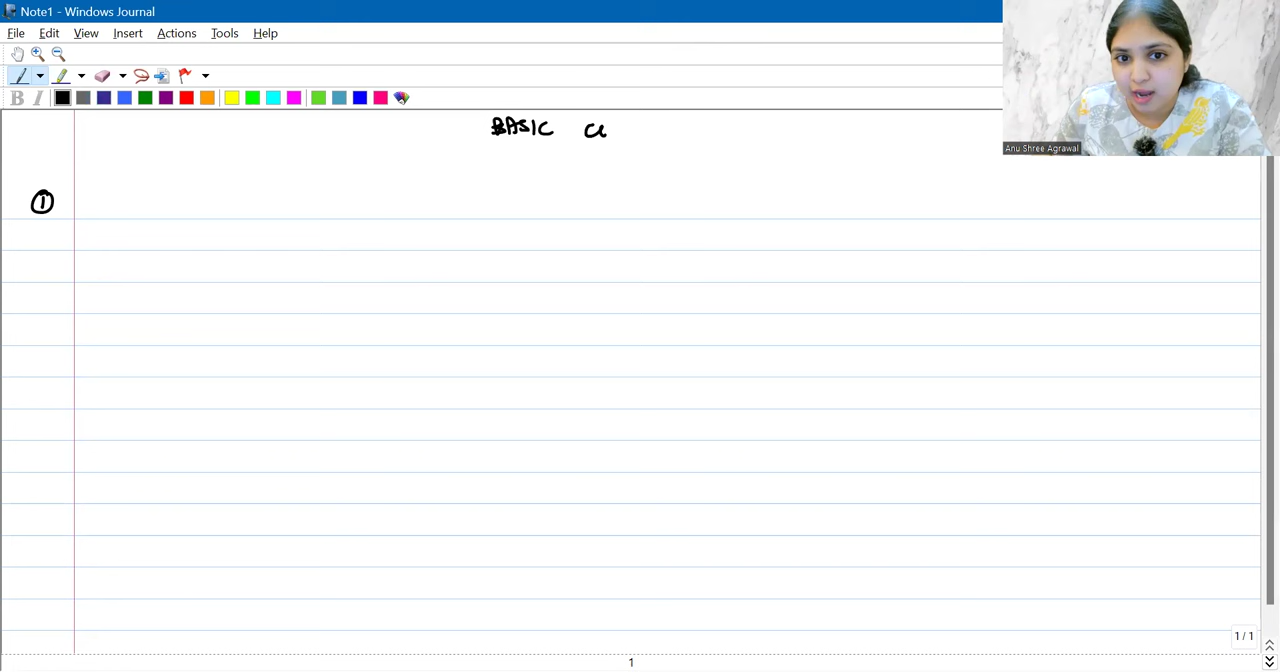 Note1 - Windows Journal
File Edit View Insert Actions Tools Help
B I
Anu Shree Agrawal
BASIC
①
1 / 1
1